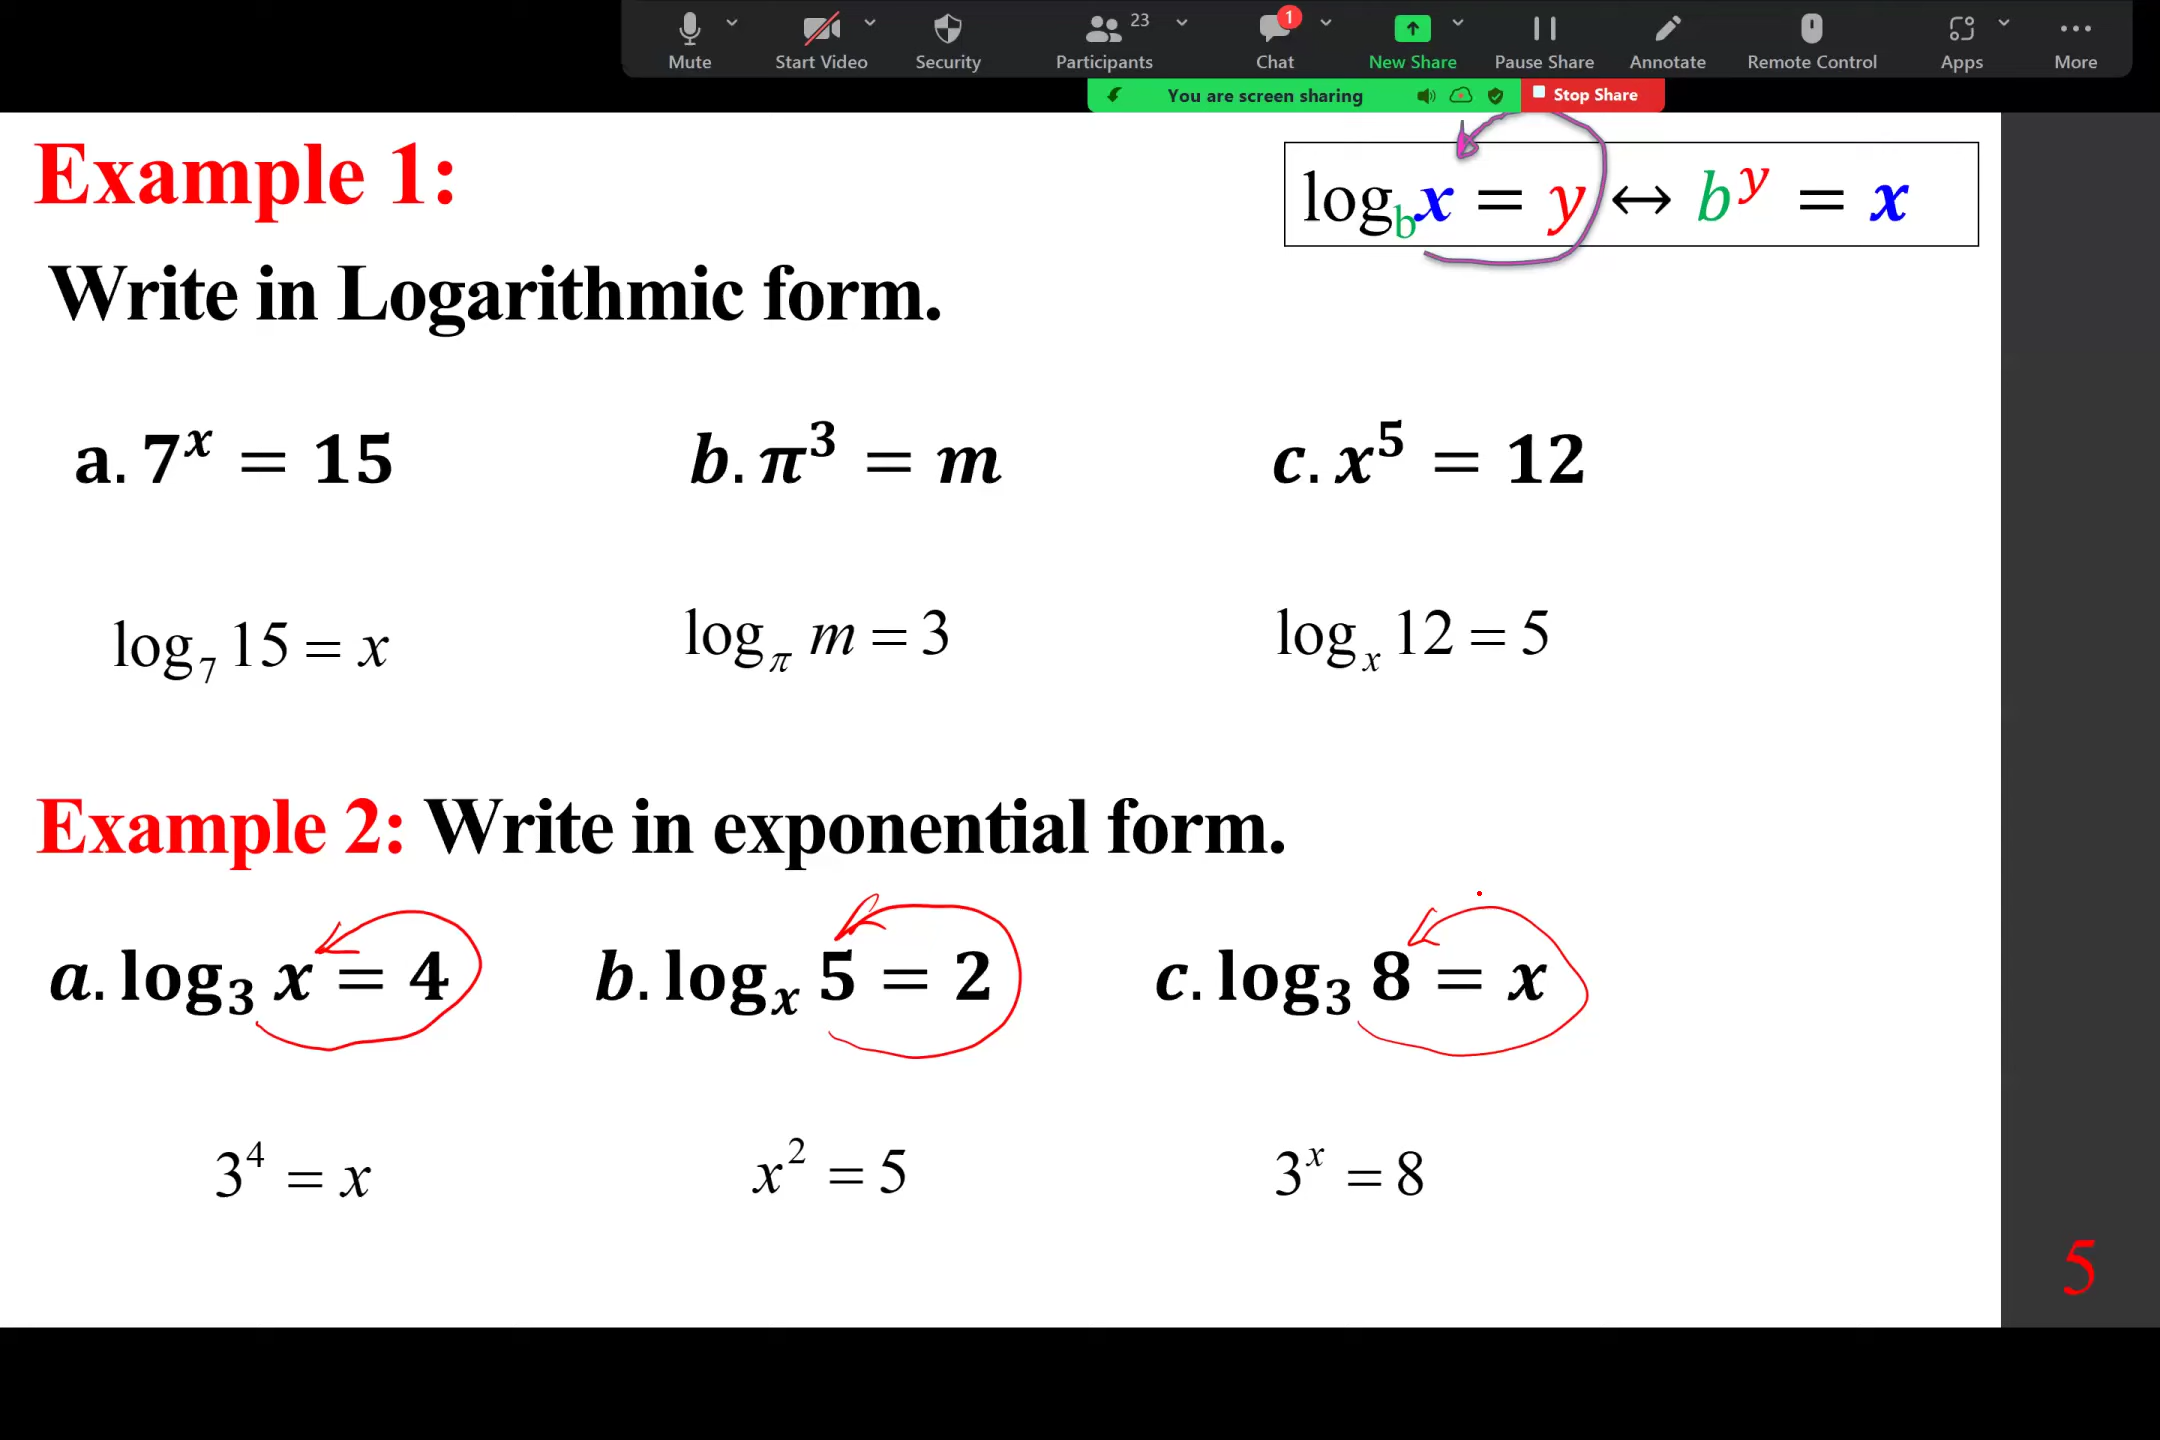 Mute Start Video Security Participants 23 Chat 1 New Share Pause Share Annotate Remote Control Apps More
You are screen sharing Stop Share
Example 1:
log_b x = y ↔ b^y = x
Write in Logarithmic form.
a. 7^x = 15 b. π^3 = m c. x^5 = 12
log_7 15 = x log_π m = 3 log_x 12 = 5
Example 2: Write in exponential form.
a. log_3 x = 4 b. log_x 5 = 2 c. log_3 8 = x
3^4 = x x^2 = 5 3^x = 8
5